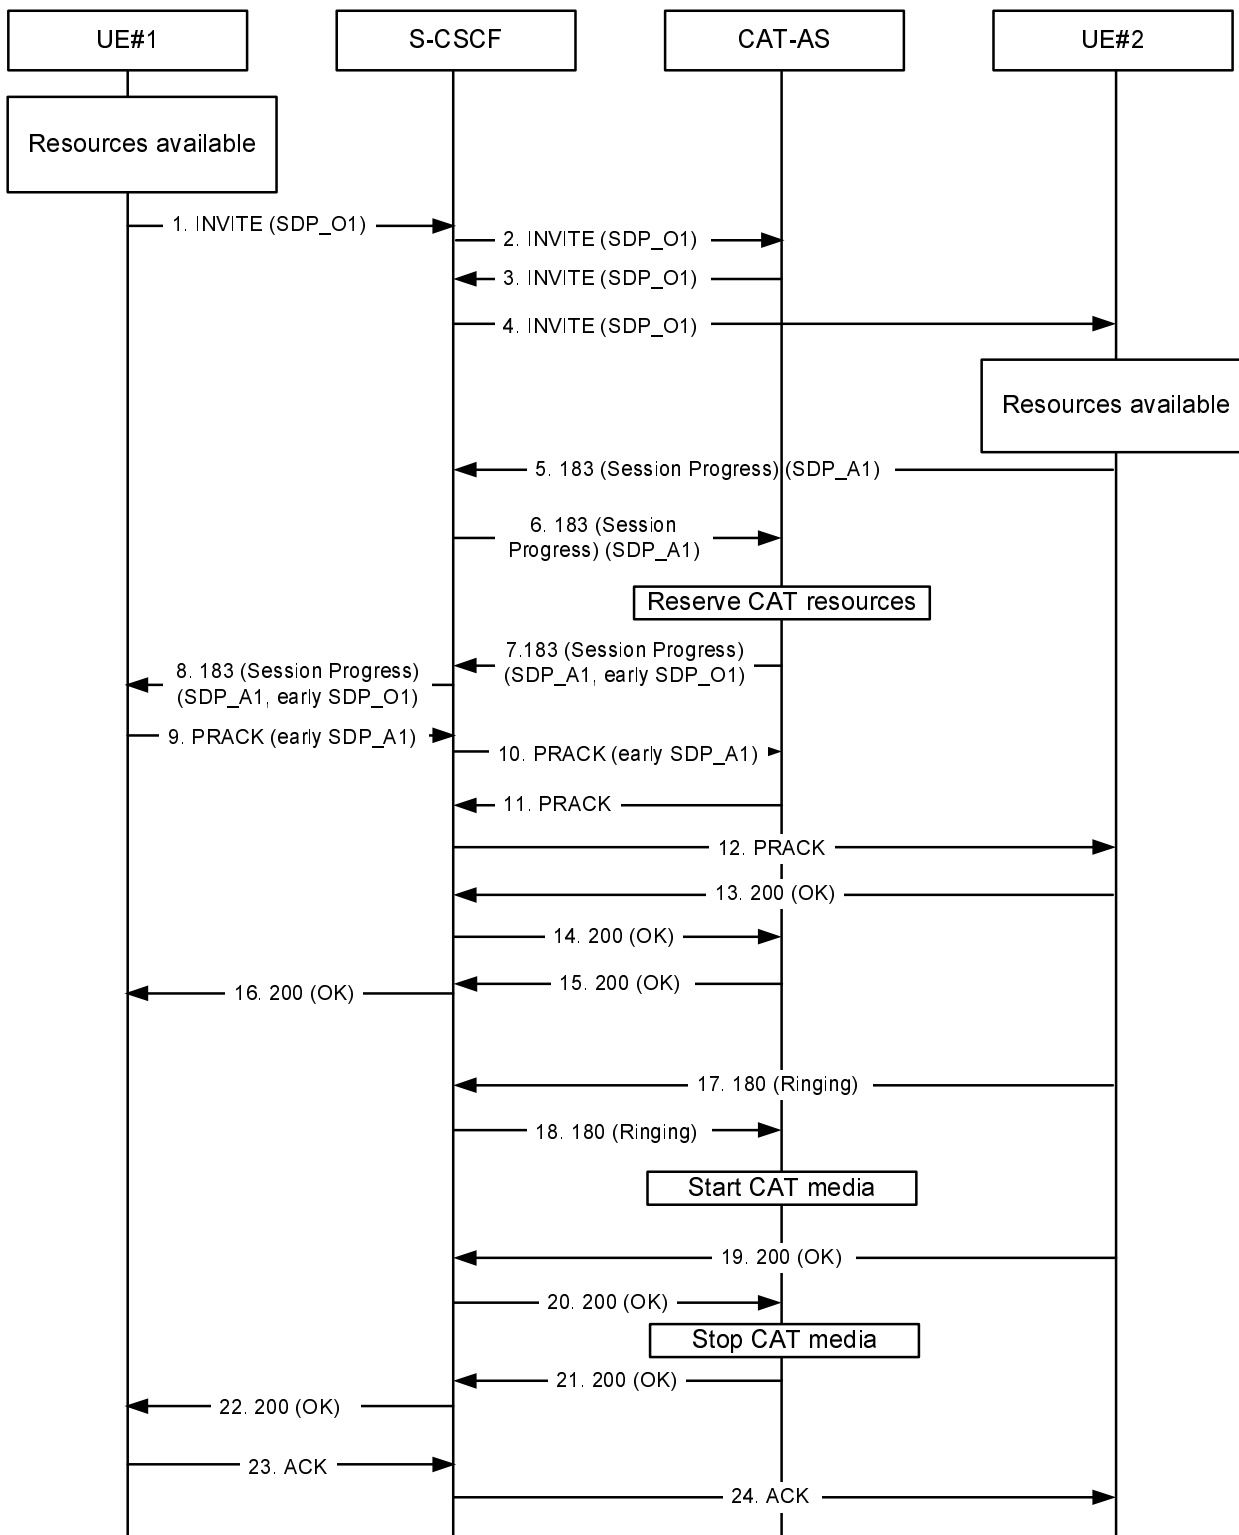 UE#1
S-CSCF
CAT-AS
UE#2
Resources available
1. INVITE (SDP_O1)
2. INVITE (SDP_O1)
3. INVITE (SDP_O1)
4. INVITE (SDP_O1)
Resources available
5. 183 (Session Progress) (SDP_A1)
6. 183 (Session
Progress) (SDP_A1)
Reserve CAT resources
7.183 (Session Progress)
(SDP_A1, early SDP_O1)
8. 183 (Session Progress)
(SDP_A1, early SDP_O1)
9. PRACK (early SDP_A1)
10. PRACK (early SDP_A1)
11. PRACK
12. PRACK
13. 200 (OK)
14. 200 (OK)
15. 200 (OK)
16. 200 (OK)
17. 180 (Ringing)
18. 180 (Ringing)
Start CAT media
19. 200 (OK)
20. 200 (OK)
Stop CAT media
21. 200 (OK)
22. 200 (OK)
23. ACK
24. ACK